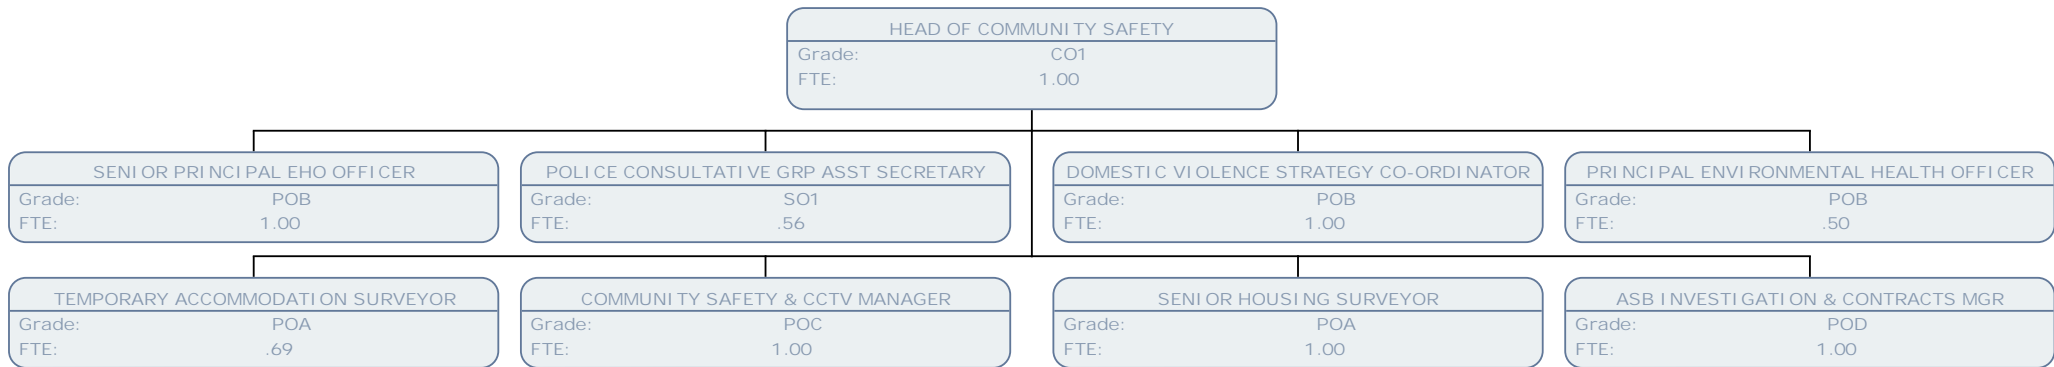 HEAD OF COMMUNITY SAFETY
Grade: CO1
FTE: 1.00
SENIOR PRINCIPAL EHO OFFICER
Grade: POB
FTE: 1.00
POLICE CONSULTATIVE GRP ASST SECRETARY
Grade: SO1
FTE: .56
DOMESTIC VIOLENCE STRATEGY CO-ORDINATOR
Grade: POB
FTE: 1.00
PRINCIPAL ENVIRONMENTAL HEALTH OFFICER
Grade: POB
FTE: .50
TEMPORARY ACCOMMODATION SURVEYOR
Grade: POA
FTE: .69
COMMUNITY SAFETY & CCTV MANAGER
Grade: POC
FTE: 1.00
SENIOR HOUSING SURVEYOR
Grade: POA
FTE: 1.00
ASB INVESTIGATION & CONTRACTS MGR
Grade: POD
FTE: 1.00